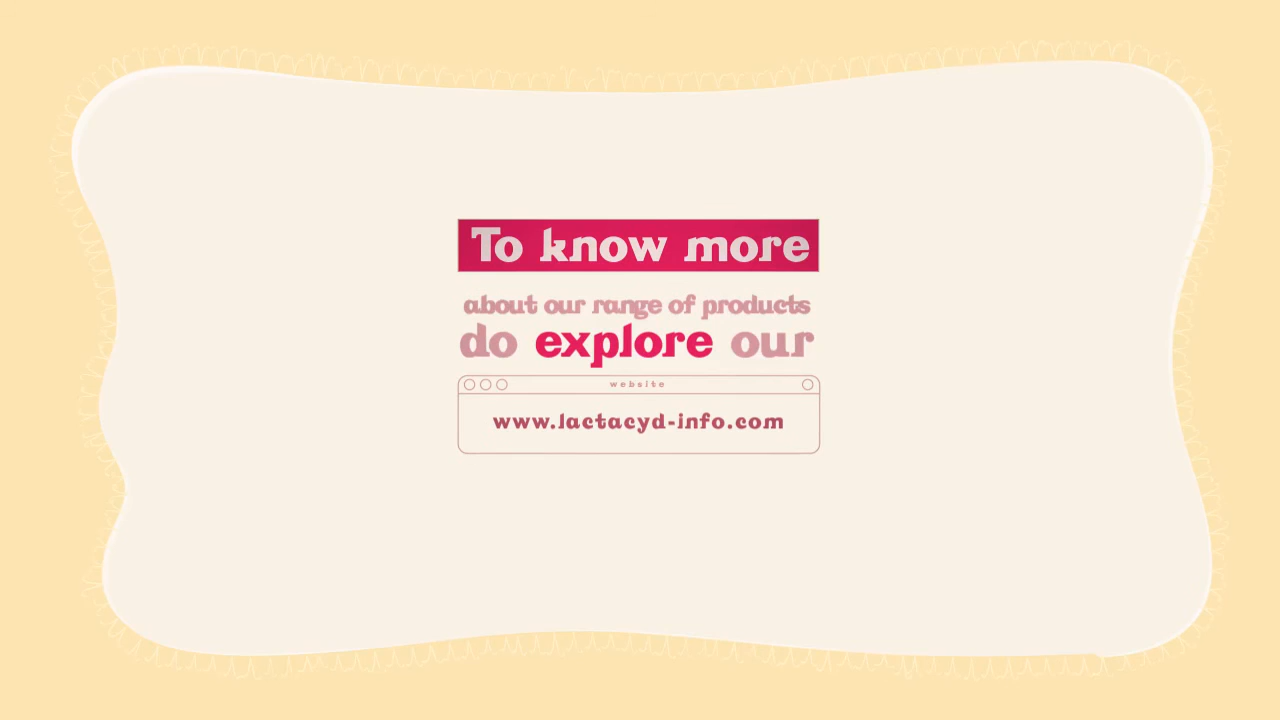 To know more
about our range of products
do explore our
website
www.lactacyd-info.com